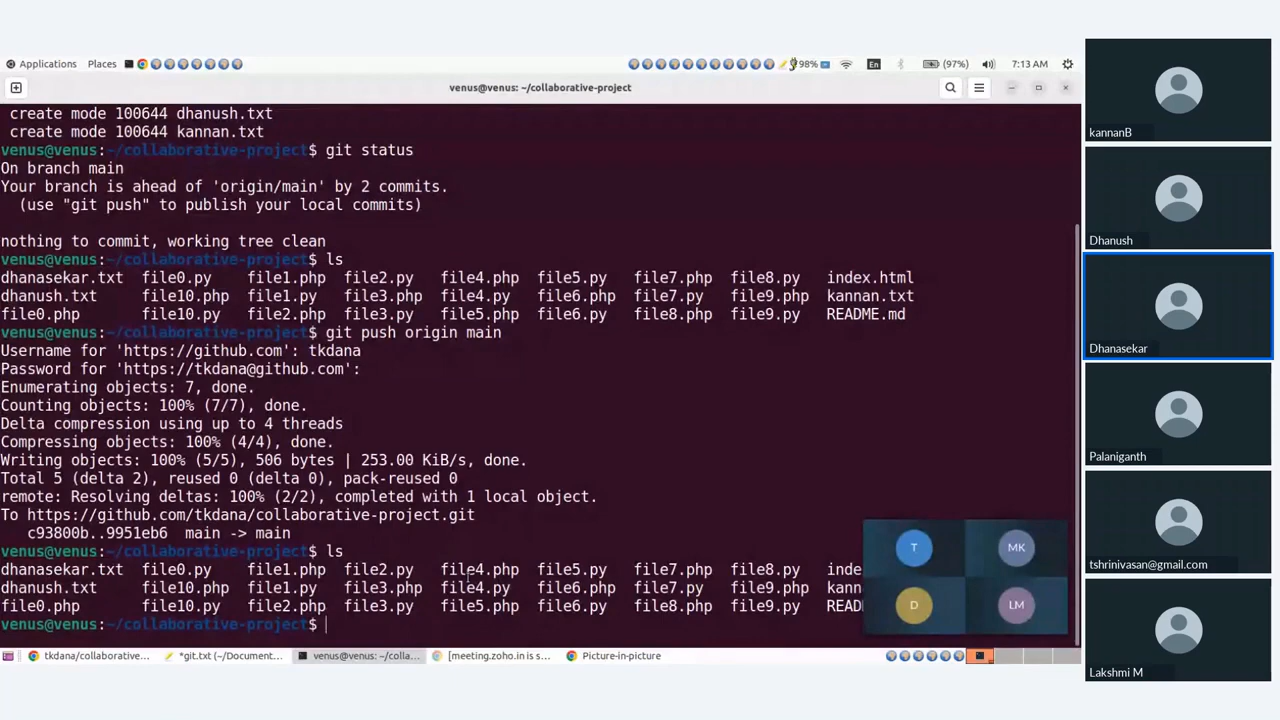 Applications Places 98% En (97%) 7:13 AM
venus@venus: ~/collaborative-project
create mode 100644 dhanush.txt
create mode 100644 kannan.txt
venus@venus:~/collaborative-project$ git status
On branch main
Your branch is ahead of 'origin/main' by 2 commits.
(use "git push" to publish your local commits)
nothing to commit, working tree clean
venus@venus:~/collaborative-project$ ls
dhanasekar.txt file0.py file1.php file2.py file4.php file5.py file7.php file8.py index.html
dhanush.txt file10.php file1.py file3.php file4.py file6.php file7.py file9.php kannan.txt
file0.php file10.py file2.php file3.py file5.php file6.py file8.php file9.py README.md
venus@venus:~/collaborative-project$ git push origin main
Username for 'https://github.com': tkdana
Password for 'https://tkdana@github.com':
Enumerating objects: 7, done.
Counting objects: 100% (7/7), done.
Delta compression using up to 4 threads
Compressing objects: 100% (4/4), done.
Writing objects: 100% (5/5), 506 bytes | 253.00 KiB/s, done.
Total 5 (delta 2), reused 0 (delta 0), pack-reused 0
remote: Resolving deltas: 100% (2/2), completed with 1 local object.
To https://github.com/tkdana/collaborative-project.git
c93800b..9951eb6 main -> main
venus@venus:~/collaborative-project$ ls
dhanasekar.txt file0.py file1.php file2.py file4.php file5.py file7.php file8.py inde
dhanush.txt file10.php file1.py file3.php file4.py file6.php file7.py file9.php kann
file0.php file10.py file2.php file3.py file5.php file6.py file8.php file9.py READ
venus@venus:~/collaborative-project$
T MK
D LM
tkdana/collaborative... *git.txt (~/Document... venus@venus: ~/colla... [meeting.zoho.in is s... Picture-in-picture
kannanB
Dhanush
Dhanasekar
Palaniganth
tshrinivasan@gmail.com
Lakshmi M